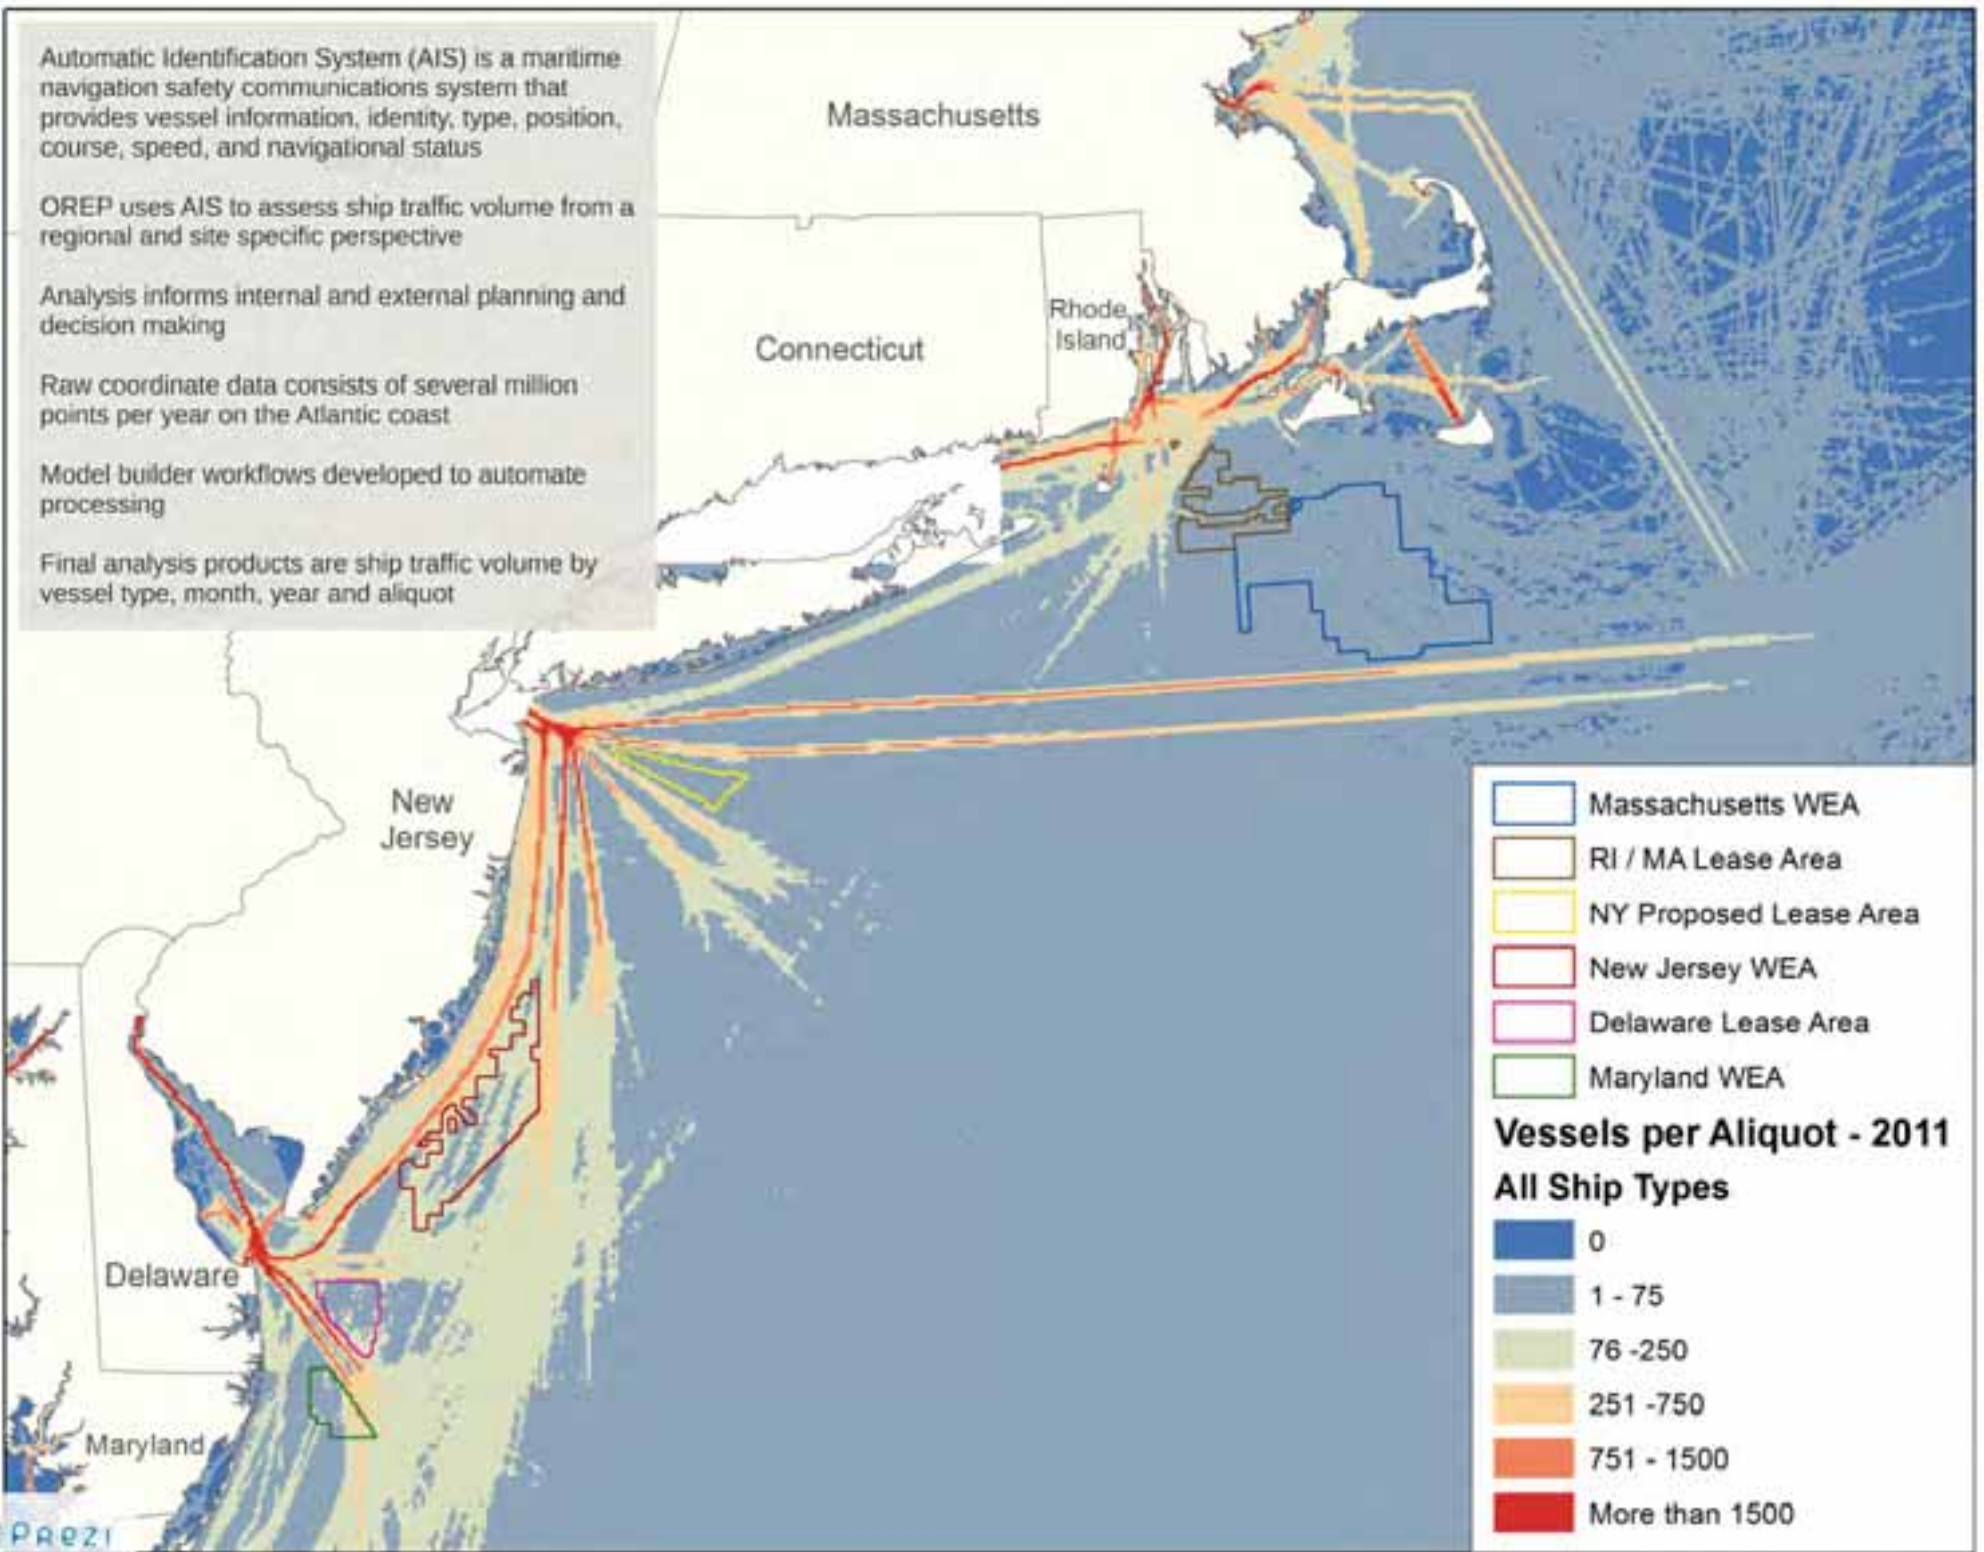 Automatic Identification System (AIS) is a maritime
navigation safety communications system that
provides vessel information, identity, type, position,
course, speed, and navigational status
OREP uses AIS to assess ship traffic volume from a
regional and site specific perspective
Analysis informs internal and external planning and
decision making
Raw coordinate data consists of several million
points per year on the Atlantic coast
Model builder workflows developed to automate
processing
Final analysis products are ship traffic volume by
vessel type, month, year and aliquot
Massachusetts
Rhode
Island
Connecticut
New
Jersey
Delaware
Maryland
Massachusetts WEA
RI / MA Lease Area
NY Proposed Lease Area
New Jersey WEA
Delaware Lease Area
Maryland WEA
Vessels per Aliquot - 2011
All Ship Types
0
1 - 75
76 -250
251 -750
751 - 1500
More than 1500
Prezi